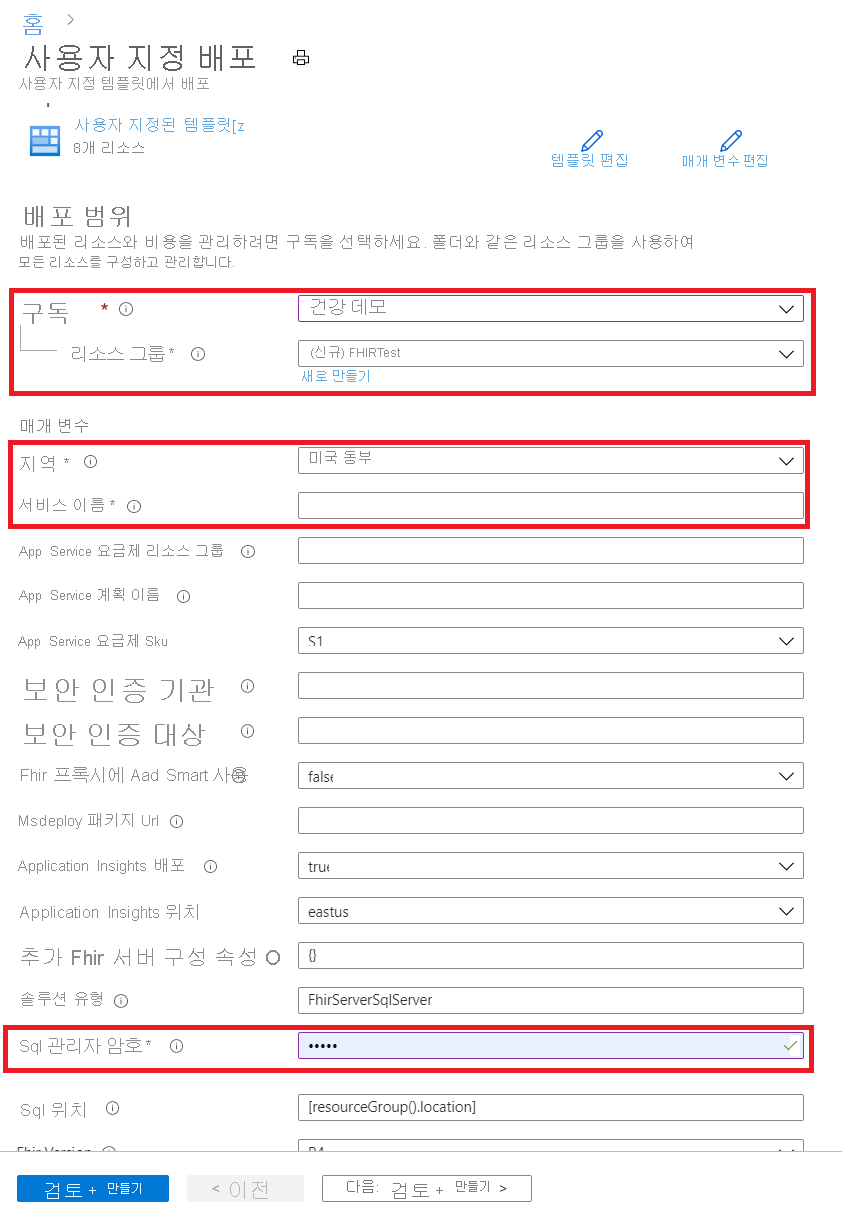 홈 >
사용자 지정 배포
사용자 지정 템플릿에서 배포
사용자 지정된 템플릿[z
8개 리소스
템플릿 편집
매개 변수 편집
배포 범위
배포된 리소스와 비용을 관리하려면 구독을 선택하세요. 폴더와 같은 리소스 그룹을 사용하여
모든 리소스를 구성하고 관리합니다.
구독 * 건강 데모
리소스 그룹* (신규) FHIRTest
새로 만들기
매개 변수
지역 * 미국 동부
서비스 이름*
App Service 요금제 리소스 그룹
App Service 계획 이름
App Service 요금제 Sku S1
보안 인증 기관
보안 인증 대상
Fhir 프록시에 Aad Smart 사용 false
Msdeploy 패키지 Url
Application Insights 배포 true
Application Insights 위치 eastus
추가 Fhir 서버 구성 속성 {}
솔루션 유형 FhirServerSqlServer
Sql 관리자 암호* •••••
Sql 위치 [resourceGroup().location]
Fhir Version R4
검토 + 만들기
< 이전
다음: 검토 + 만들기 >